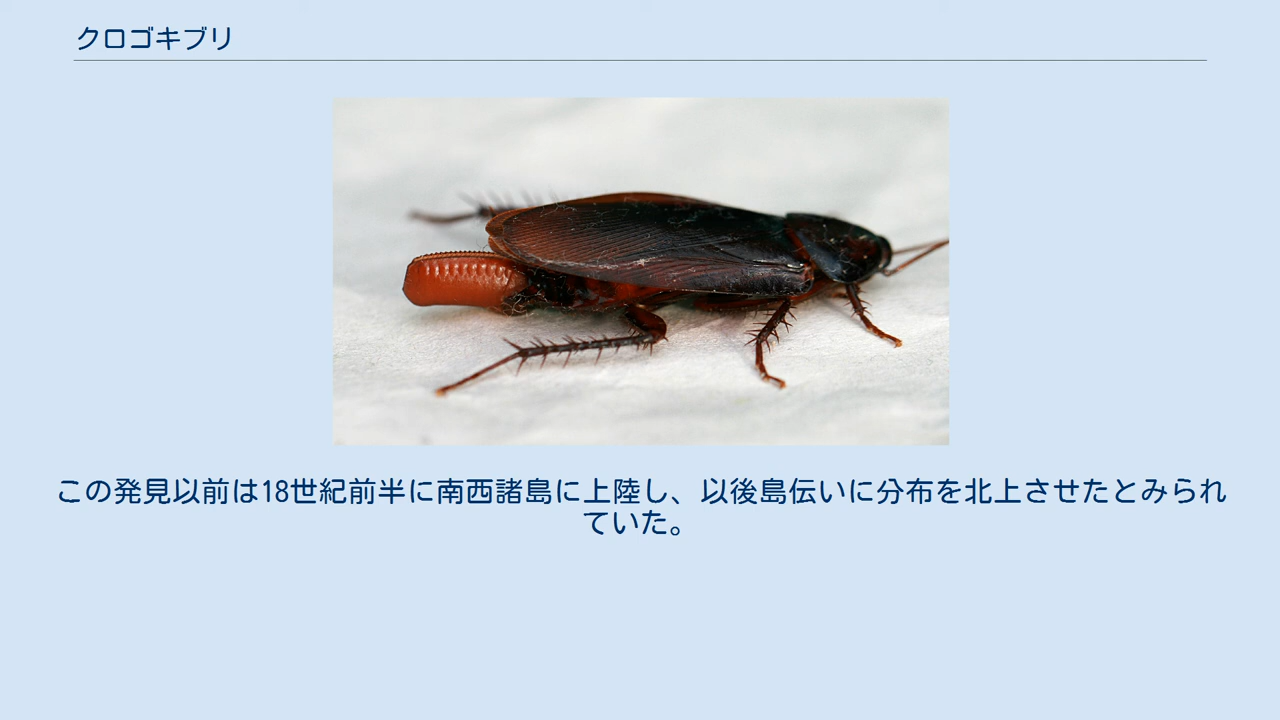 クロゴキブリ
この発見以前は18世紀前半に南西諸島に上陸し、以後島伝いに分布を北上させたとみられ
ていた。